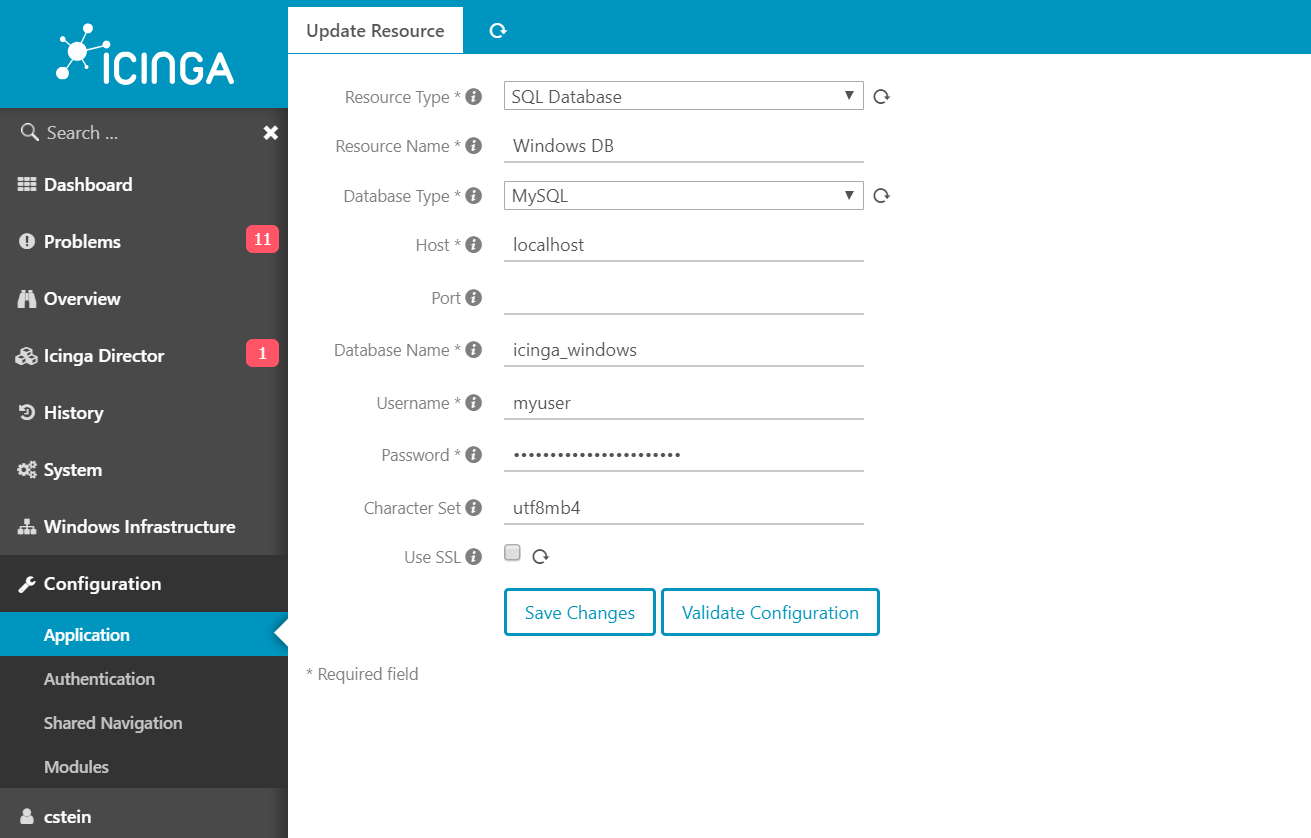 ICINGA
Search ...
Dashboard
Problems 11
Overview
Icinga Director 1
History
System
Windows Infrastructure
Configuration
Application
Authentication
Shared Navigation
Modules
cstein
Update Resource
Resource Type * SQL Database
Resource Name * Windows DB
Database Type * MySQL
Host * localhost
Port
Database Name * icinga_windows
Username * myuser
Password * •••••••••••••••••••••••
Character Set utf8mb4
Use SSL
Save Changes Validate Configuration
* Required field